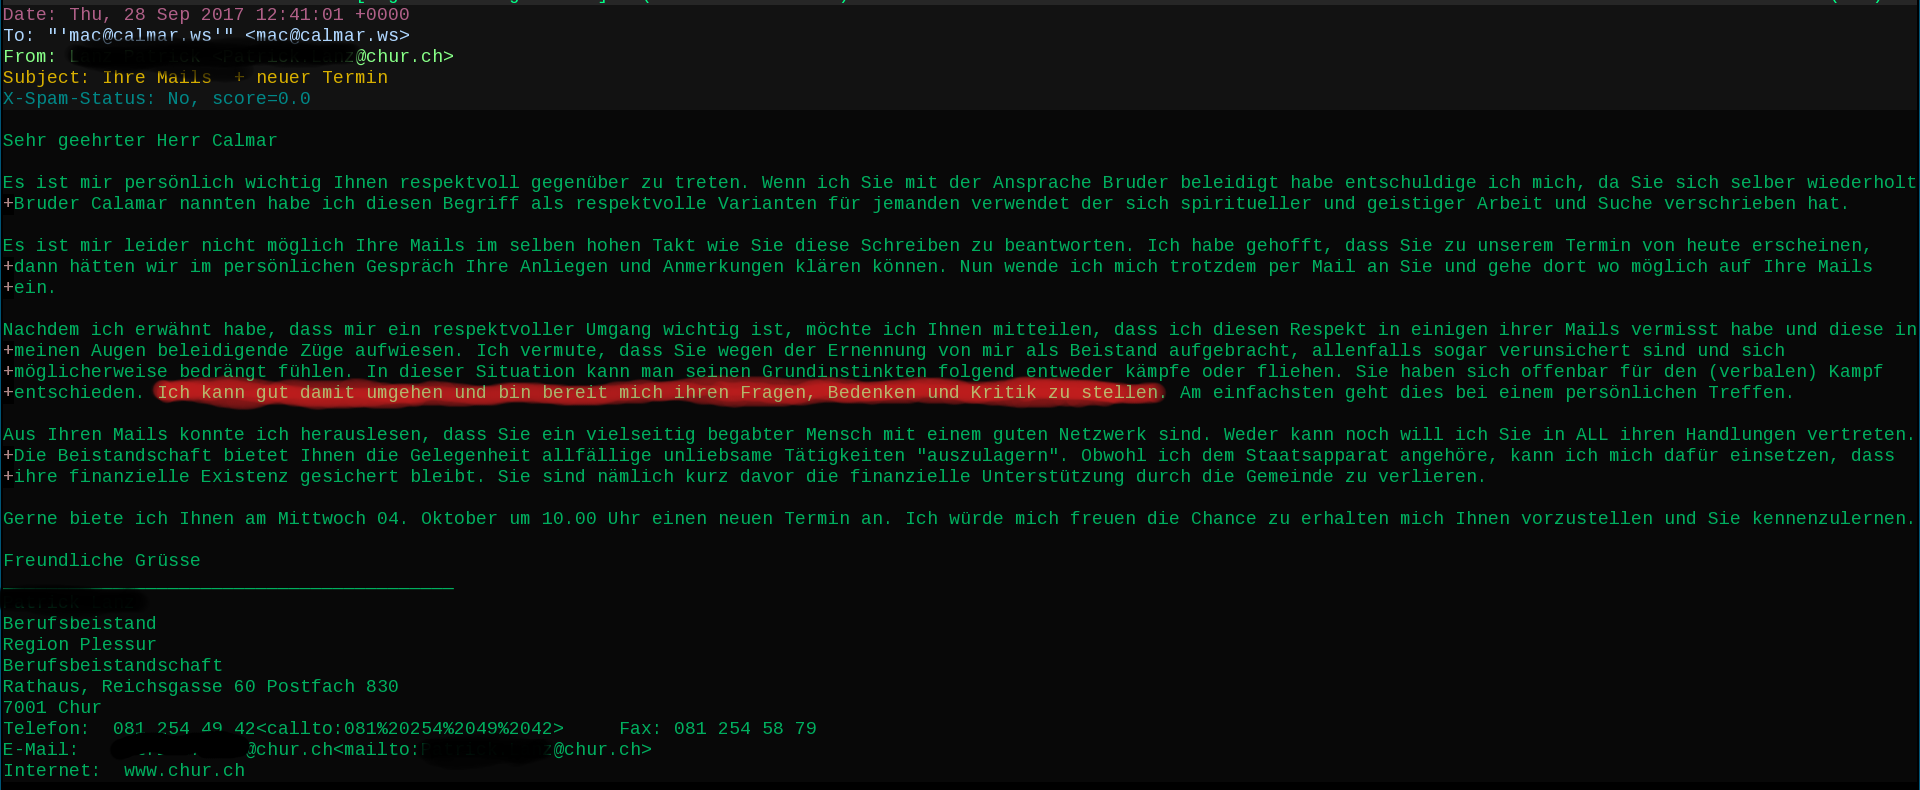 Date: Thu, 28 Sep 2017 12:41:01 +0000
To: "'mac@calmar.ws'" <mac@calmar.ws>
From: @chur.ch>
Subject: Ihre Mails + neuer Termin
X-Spam-Status: No, score=0.0
Sehr geehrter Herr Calmar
Es ist mir persönlich wichtig Ihnen respektvoll gegenüber zu treten. Wenn ich Sie mit der Ansprache Bruder beleidigt habe entschuldige ich mich, da Sie sich selber wiederholt
+Bruder Calamar nannten habe ich diesen Begriff als respektvolle Varianten für jemanden verwendet der sich spiritueller und geistiger Arbeit und Suche verschrieben hat.
Es ist mir leider nicht möglich Ihre Mails im selben hohen Takt wie Sie diese Schreiben zu beantworten. Ich habe gehofft, dass Sie zu unserem Termin von heute erscheinen,
+dann hätten wir im persönlichen Gespräch Ihre Anliegen und Anmerkungen klären können. Nun wende ich mich trotzdem per Mail an Sie und gehe dort wo möglich auf Ihre Mails
+ein.
Nachdem ich erwähnt habe, dass mir ein respektvoller Umgang wichtig ist, möchte ich Ihnen mitteilen, dass ich diesen Respekt in einigen ihrer Mails vermisst habe und diese in
+meinen Augen beleidigende Züge aufwiesen. Ich vermute, dass Sie wegen der Ernennung von mir als Beistand aufgebracht, allenfalls sogar verunsichert sind und sich
+möglicherweise bedrängt fühlen. In dieser Situation kann man seinen Grundinstinkten folgend entweder kämpfe oder fliehen. Sie haben sich offenbar für den (verbalen) Kampf
+entschieden. Ich kann gut damit umgehen und bin bereit mich ihren Fragen, Bedenken und Kritik zu stellen. Am einfachsten geht dies bei einem persönlichen Treffen.
Aus Ihren Mails konnte ich herauslesen, dass Sie ein vielseitig begabter Mensch mit einem guten Netzwerk sind. Weder kann noch will ich Sie in ALL ihren Handlungen vertreten.
+Die Beistandschaft bietet Ihnen die Gelegenheit allfällige unliebsame Tätigkeiten "auszulagern". Obwohl ich dem Staatsapparat angehöre, kann ich mich dafür einsetzen, dass
+ihre finanzielle Existenz gesichert bleibt. Sie sind nämlich kurz davor die finanzielle Unterstützung durch die Gemeinde zu verlieren.
Gerne biete ich Ihnen am Mittwoch 04. Oktober um 10.00 Uhr einen neuen Termin an. Ich würde mich freuen die Chance zu erhalten mich Ihnen vorzustellen und Sie kennenzulernen.
Freundliche Grüsse
Berufsbeistand
Region Plessur
Berufsbeistandschaft
Rathaus, Reichsgasse 60 Postfach 830
7001 Chur
Telefon: 081 254 49 42<callto:081%20254%2049%2042> Fax: 081 254 58 79
E-Mail: @chur.ch<mailto: @chur.ch>
Internet: www.chur.ch